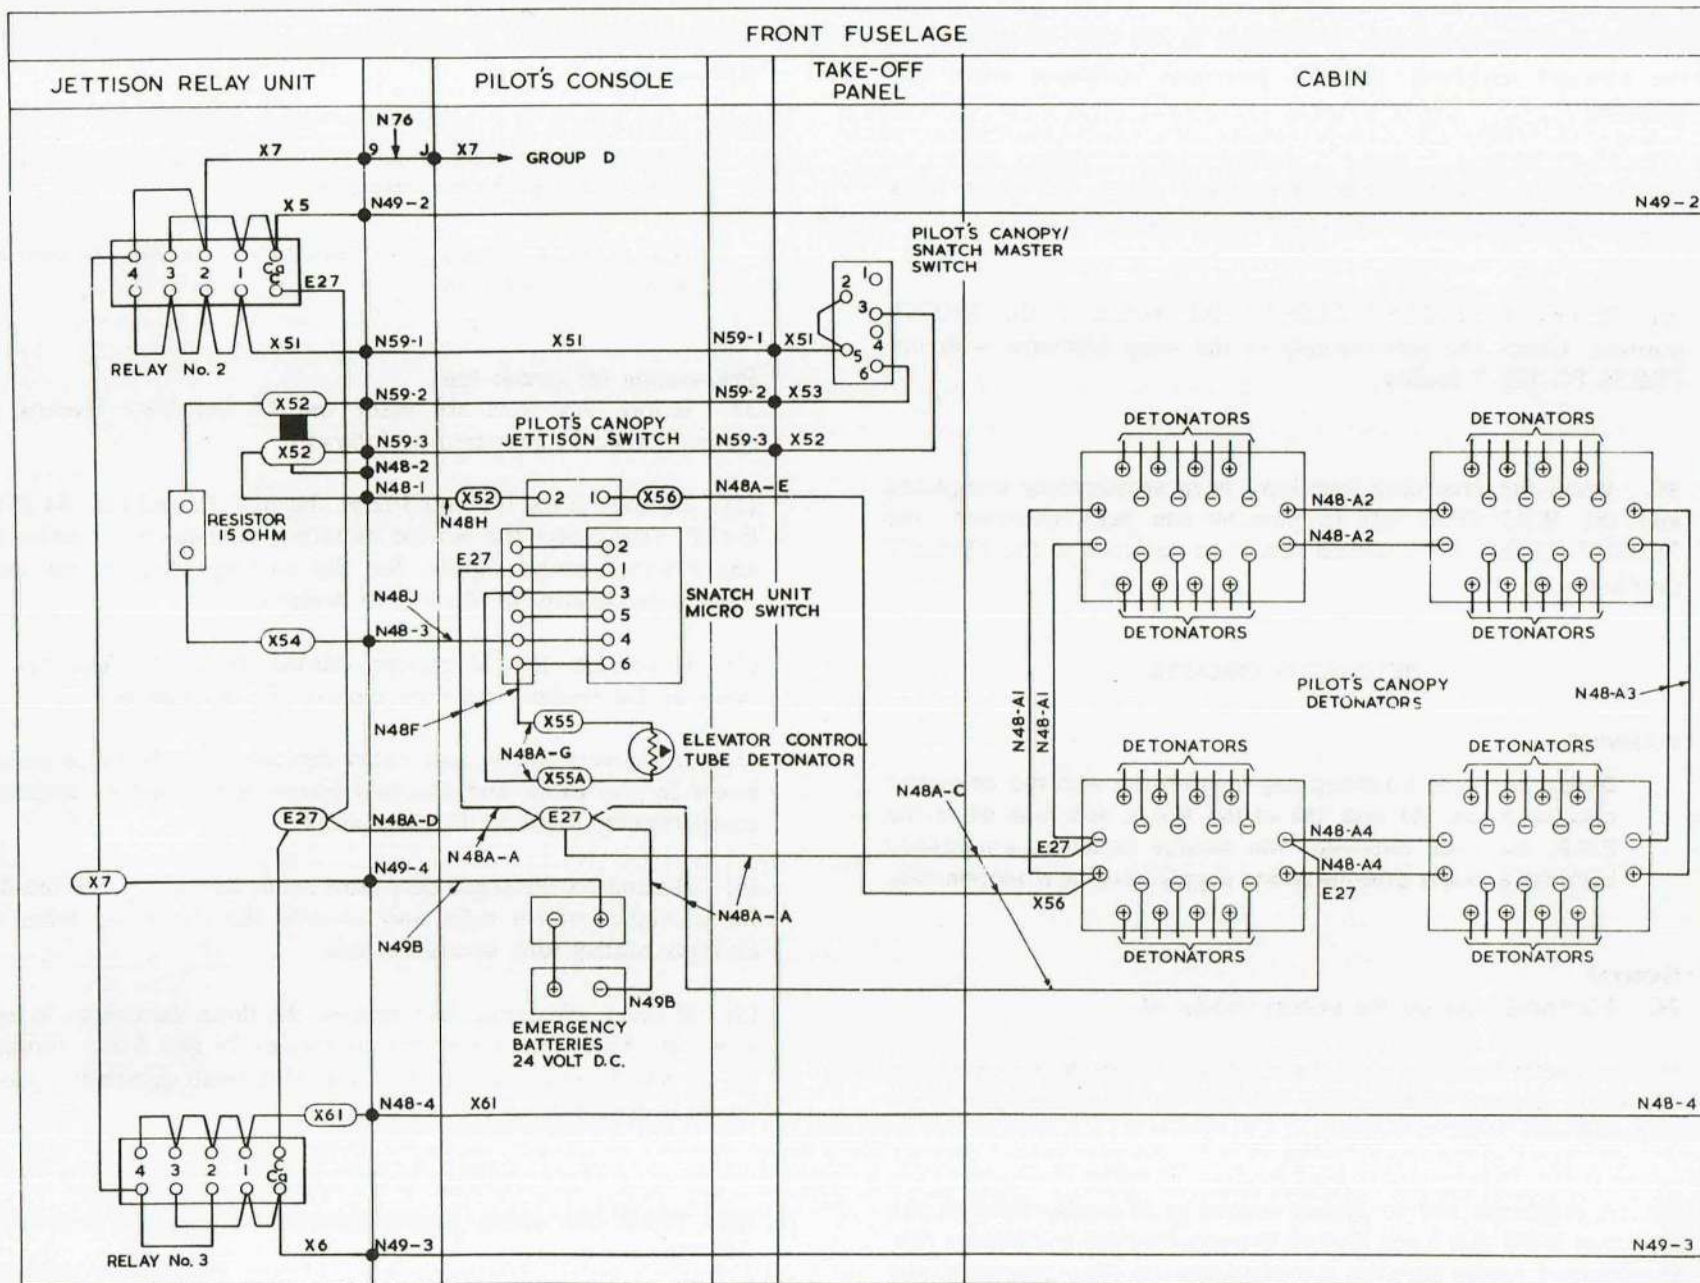 FRONT FUSELAGE
JETTISON RELAY UNIT
PILOT'S CONSOLE
TAKE-OFF
PANEL
CABIN
N76
X7
9
J
X7
GROUP D
X5
N49-2
N49-2
4 3 2 1 Ca
C
E27
RELAY No. 2
X51
N59-1
X51
N59-1
X51
PILOT'S CANOPY/
SNATCH MASTER
SWITCH
1
2
3
4
5
6
X52
N59-2
N59-2
X53
PILOT'S CANOPY
JETTISON SWITCH
X52
N59-3
N59-3
X52
N48-2
N48-1
N48H
X52
2
1
X56
N48A-E
RESISTOR
15 OHM
E27
2
1
3
5
4
6
SNATCH UNIT
MICRO SWITCH
N48J
X54
N48-3
N48F
X55
N48A-G
X55A
ELEVATOR CONTROL
TUBE DETONATOR
E27
N48A-D
E27
N48A-A
X7
N49-4
N49B
N48A-A
N49B
EMERGENCY
BATTERIES
24 VOLT D.C.
N48A-C
E27
X56
DETONATORS
DETONATORS
N48-A2
N48-A2
DETONATORS
DETONATORS
N48-A1
N48-A1
PILOT'S CANOPY
DETONATORS
N48-A3
DETONATORS
DETONATORS
N48-A4
N48-A4
E27
DETONATORS
DETONATORS
X61
N48-4
X61
N48-4
4 3 2 1 C
Ca
RELAY No. 3
X6
N49-3
N49-3